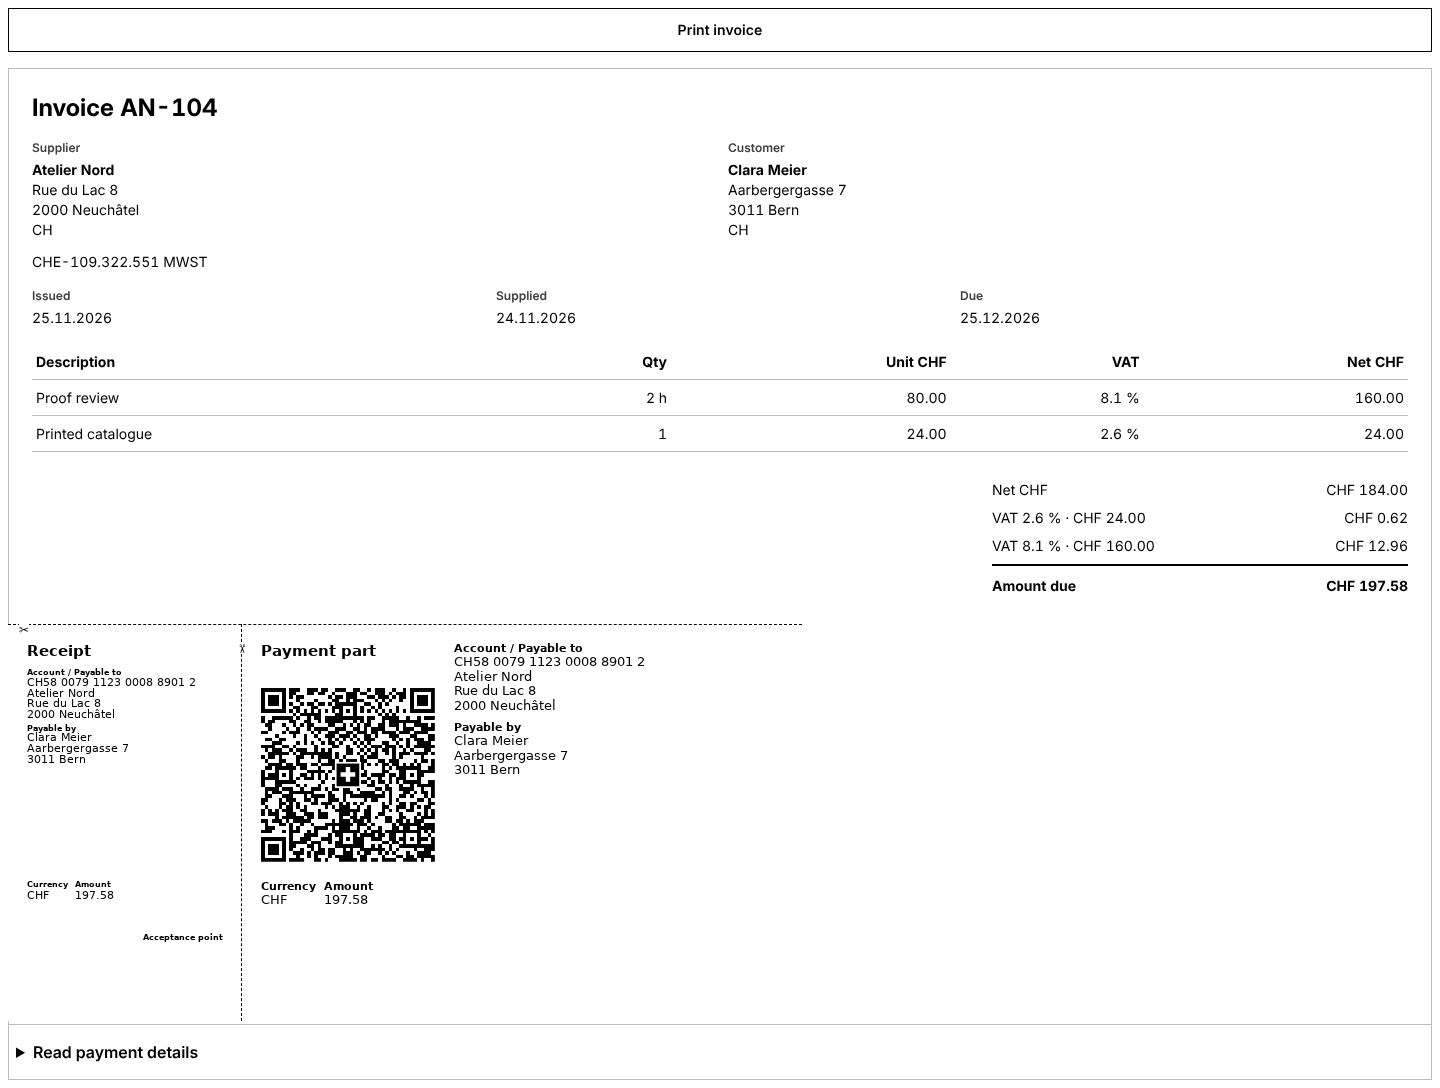 Print invoice
Invoice AN-104
Supplier
Atelier Nord
Rue du Lac 8
2000 Neuchâtel
CH
CHE-109.322.551 MWST
Customer
Clara Meier
Aarbergergasse 7
3011 Bern
CH
Issued
25.11.2026
Supplied
24.11.2026
Due
25.12.2026
Description Qty Unit CHF VAT Net CHF
Proof review 2 h 80.00 8.1 % 160.00
Printed catalogue 1 24.00 2.6 % 24.00
Net CHF CHF 184.00
VAT 2.6 % · CHF 24.00 CHF 0.62
VAT 8.1 % · CHF 160.00 CHF 12.96
Amount due CHF 197.58
Receipt
Account / Payable to
CH58 0079 1123 0008 8901 2
Atelier Nord
Rue du Lac 8
2000 Neuchâtel
Payable by
Clara Meier
Aarbergergasse 7
3011 Bern
Currency Amount
CHF 197.58
Acceptance point
Payment part
Currency Amount
CHF 197.58
Account / Payable to
CH58 0079 1123 0008 8901 2
Atelier Nord
Rue du Lac 8
2000 Neuchâtel
Payable by
Clara Meier
Aarbergergasse 7
3011 Bern
Read payment details